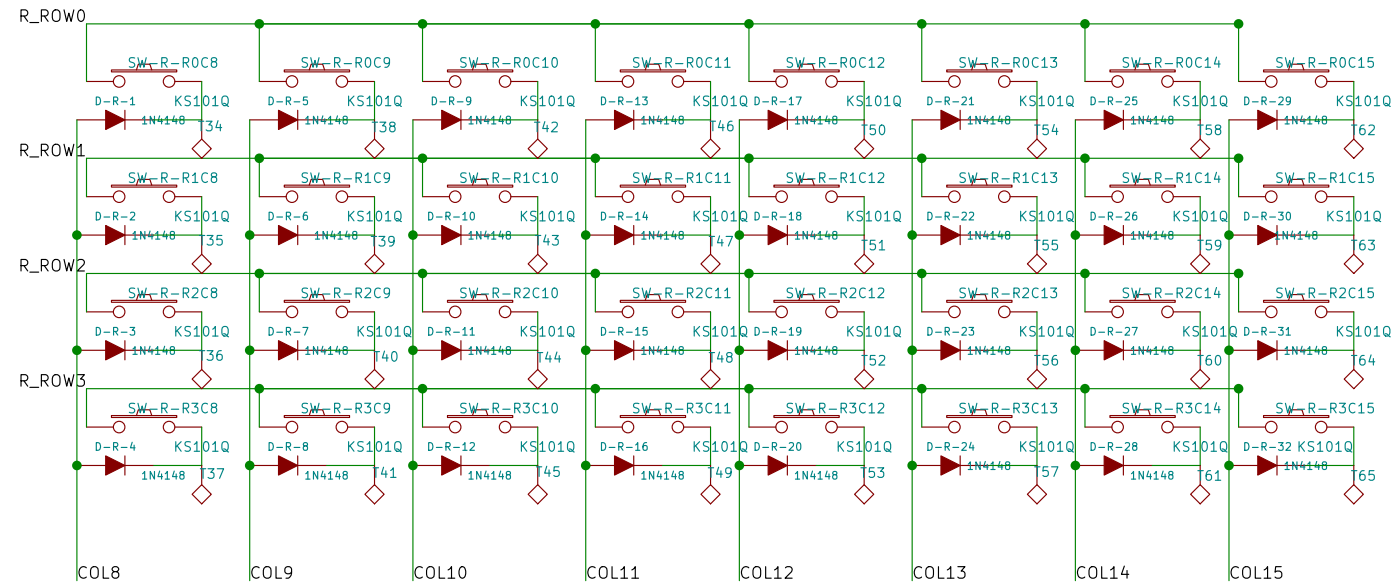 R_ROW0
SW-R-R0C8 SW-R-R0C9 SW-R-R0C10 SW-R-R0C11 SW-R-R0C12 SW-R-R0C13 SW-R-R0C14 SW-R-R0C15
D-R-1 KS101Q D-R-5 KS101Q D-R-9 KS101Q D-R-13 KS101Q D-R-17 KS101Q D-R-21 KS101Q D-R-25 KS101Q D-R-29 KS101Q
1N4148 T34 1N4148 T38 1N4148 T42 1N4148 T46 1N4148 T50 1N4148 T54 1N4148 T58 1N4148 T62
R_ROW1
SW-R-R1C8 SW-R-R1C9 SW-R-R1C10 SW-R-R1C11 SW-R-R1C12 SW-R-R1C13 SW-R-R1C14 SW-R-R1C15
D-R-2 KS101Q D-R-6 KS101Q D-R-10 KS101Q D-R-14 KS101Q D-R-18 KS101Q D-R-22 KS101Q D-R-26 KS101Q D-R-30 KS101Q
1N4148 T35 1N4148 T39 1N4148 T43 1N4148 T47 1N4148 T51 1N4148 T55 1N4148 T59 1N4148 T63
R_ROW2
SW-R-R2C8 SW-R-R2C9 SW-R-R2C10 SW-R-R2C11 SW-R-R2C12 SW-R-R2C13 SW-R-R2C14 SW-R-R2C15
D-R-3 KS101Q D-R-7 KS101Q D-R-11 KS101Q D-R-15 KS101Q D-R-19 KS101Q D-R-23 KS101Q D-R-27 KS101Q D-R-31 KS101Q
1N4148 T36 1N4148 T40 1N4148 T44 1N4148 T48 1N4148 T52 1N4148 T56 1N4148 T60 1N4148 T64
R_ROW3
SW-R-R3C8 SW-R-R3C9 SW-R-R3C10 SW-R-R3C11 SW-R-R3C12 SW-R-R3C13 SW-R-R3C14 SW-R-R3C15
D-R-4 KS101Q D-R-8 KS101Q D-R-12 KS101Q D-R-16 KS101Q D-R-20 KS101Q D-R-24 KS101Q D-R-28 KS101Q D-R-32 KS101Q
1N4148 T37 1N4148 T41 1N4148 T45 1N4148 T49 1N4148 T53 1N4148 T57 1N4148 T61 1N4148 T65
COL8 COL9 COL10 COL11 COL12 COL13 COL14 COL15